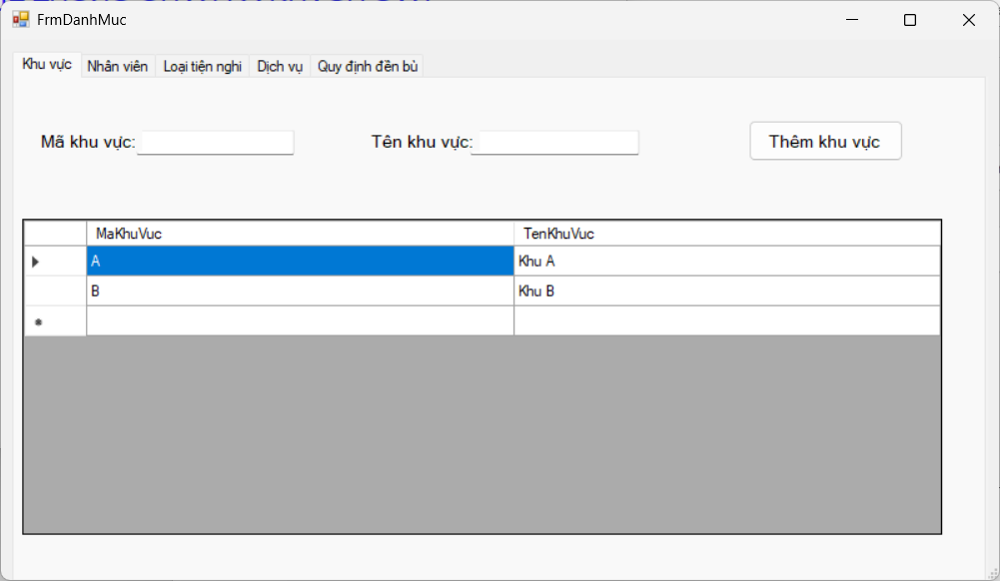 FrmDanhMuc
Khu vực Nhân viên Loại tiện nghi Dịch vụ Quy định đền bù
Mã khu vực: Tên khu vực: Thêm khu vực
MaKhuVuc TenKhuVuc
A Khu A
B Khu B